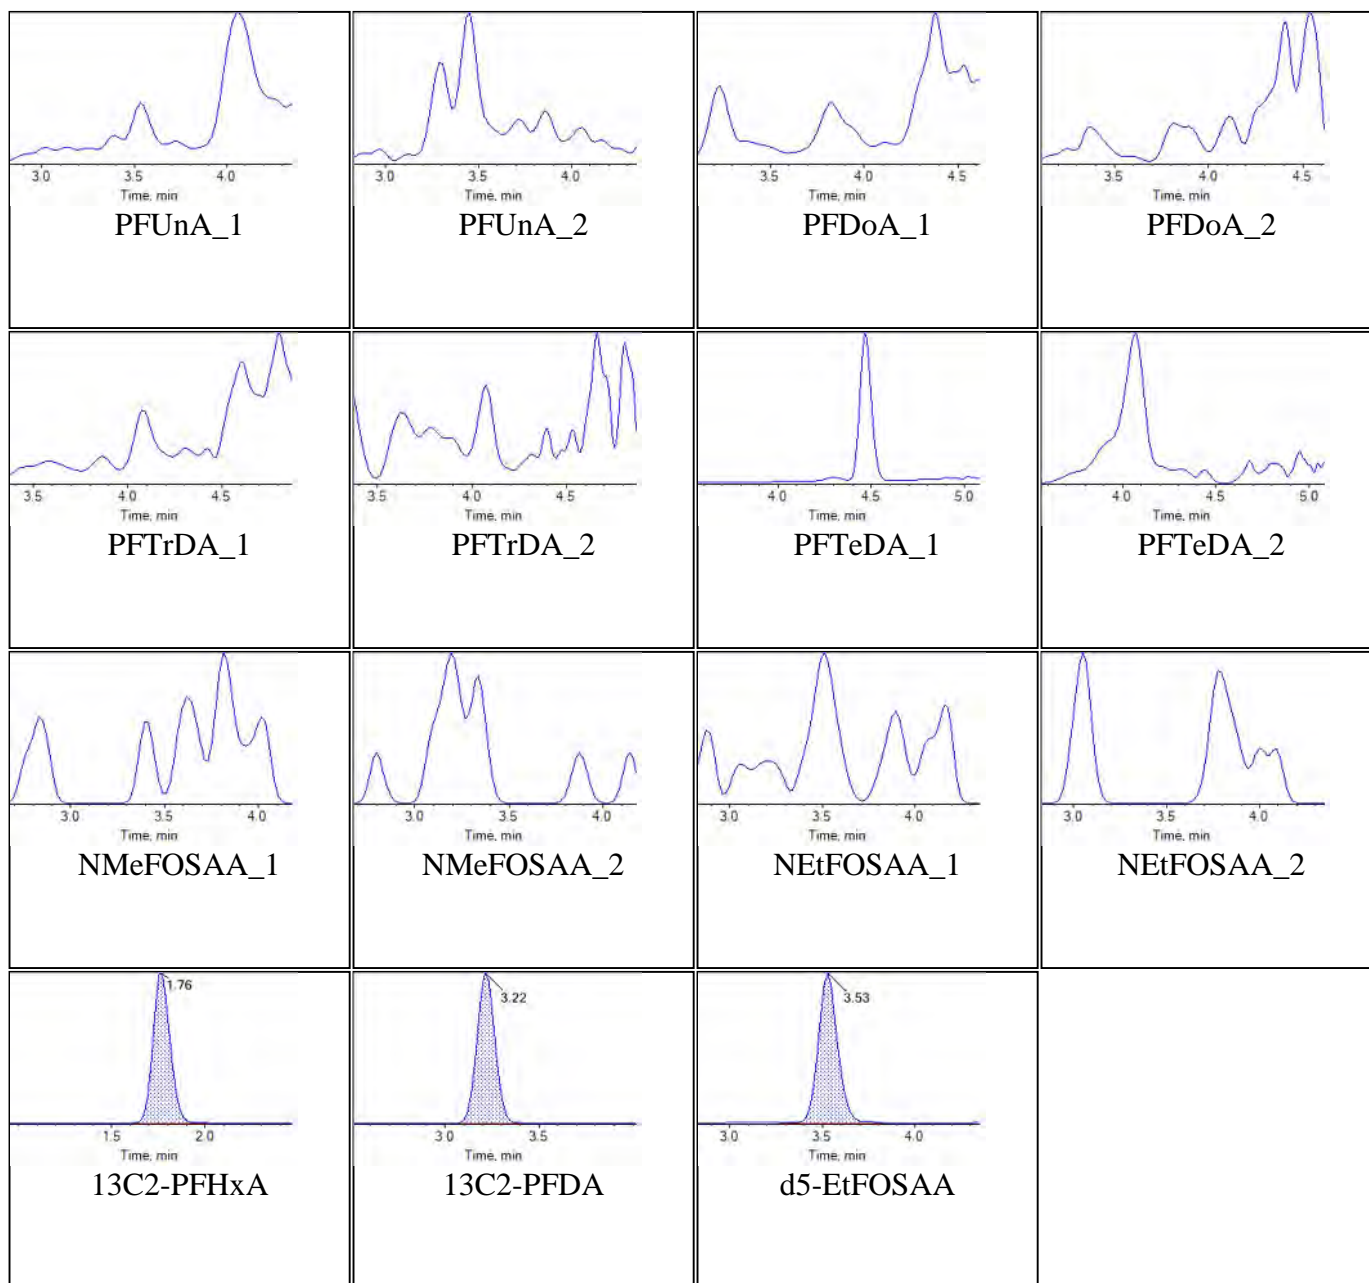 3.0 4.0
Time, min
PFUnA_1
3.0 3.5 4.0
Time, min
PFUnA_2
3.5 4.0 4.5
Time, min
PFDoA_1
3.5 4.0 4.5
Time, min
PFDoA_2
3.5 4.0 4.5
Time, min
PFTrDA_1
3.5 4.0 4.5
Time, min
PFTrDA_2
4.0 4.5 5.0
Time, min
PFTeDA_1
4.0 4.5 5.0
Time, min
PFTeDA_2
3.0 3.5 4.0
Time, min
NMeFOSAA_1
3.0 3.5 4.0
Time, min
NMeFOSAA_2
3.0 3.5 4.0
Time, min
NEtFOSAA_1
3.0 3.5 4.0
Time, min
NEtFOSAA_2
1.76
1.5 2.0
Time, min
13C2-PFHxA
3.22
3.0 3.5
Time, min
13C2-PFDA
3.53
3.0 3.5 4.0
Time, min
d5-EtFOSAA